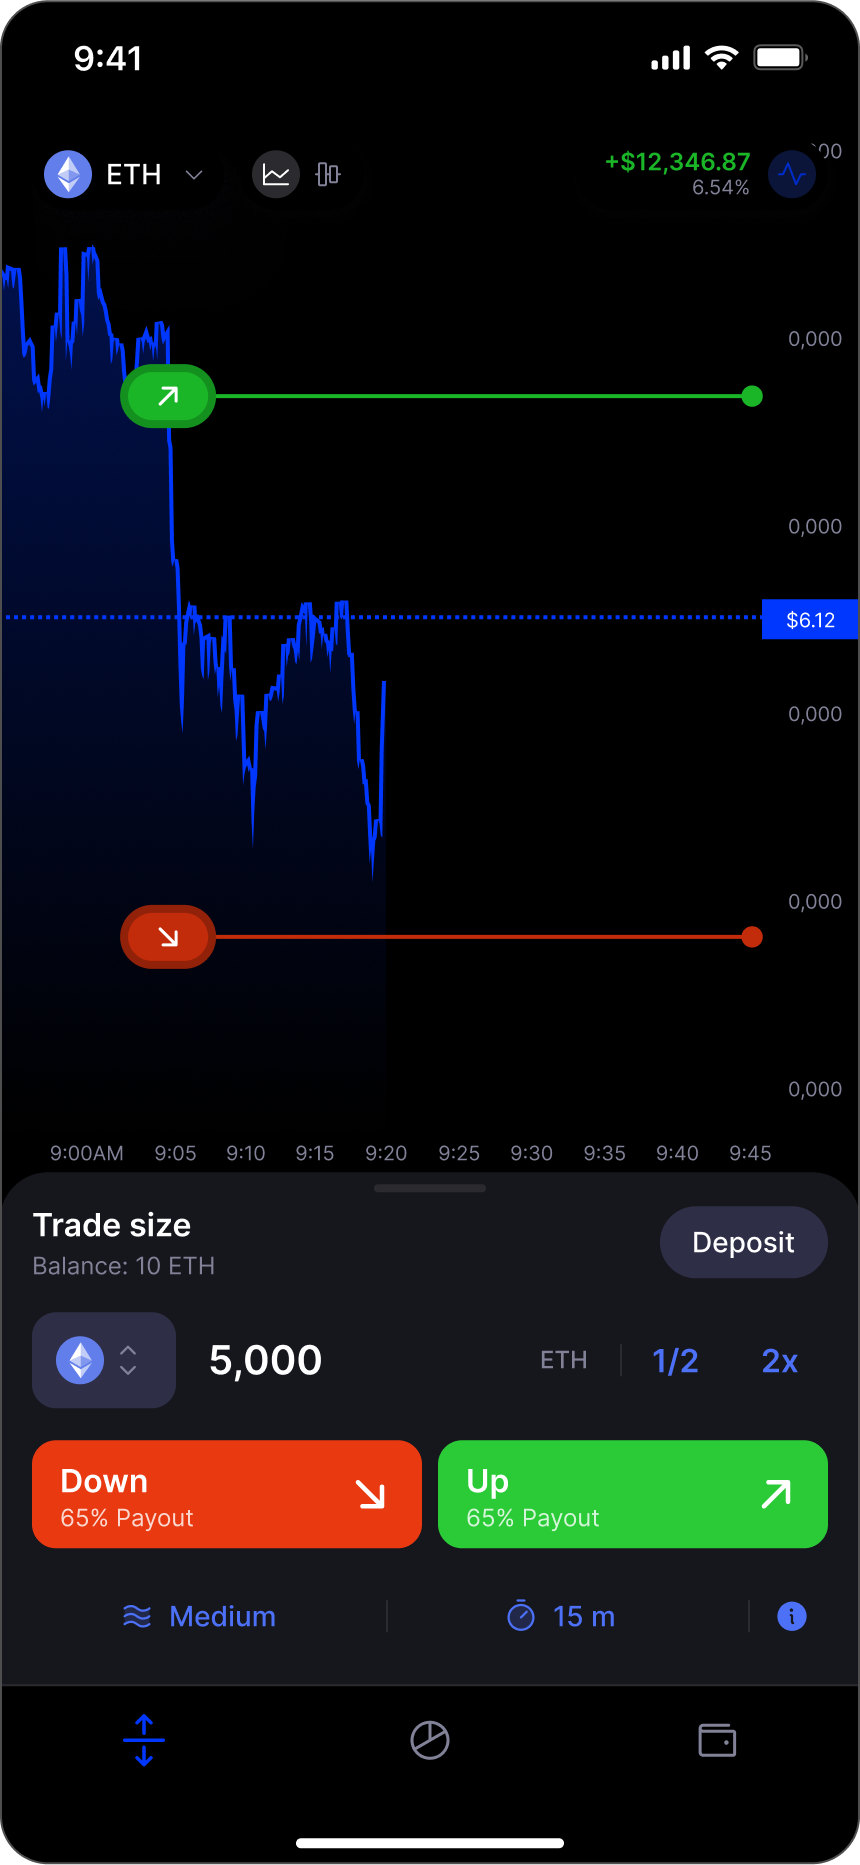 9:41
ETH
+$12,346.87
6.54%
00
0,000
0,000
$6.12
0,000
0,000
0,000
9:00AM 9:05 9:10 9:15 9:20 9:25 9:30 9:35 9:40 9:45
Trade size
Deposit
Balance: 10 ETH
5,000 ETH 1/2 2x
Down
65% Payout
Up
65% Payout
Medium 15 m